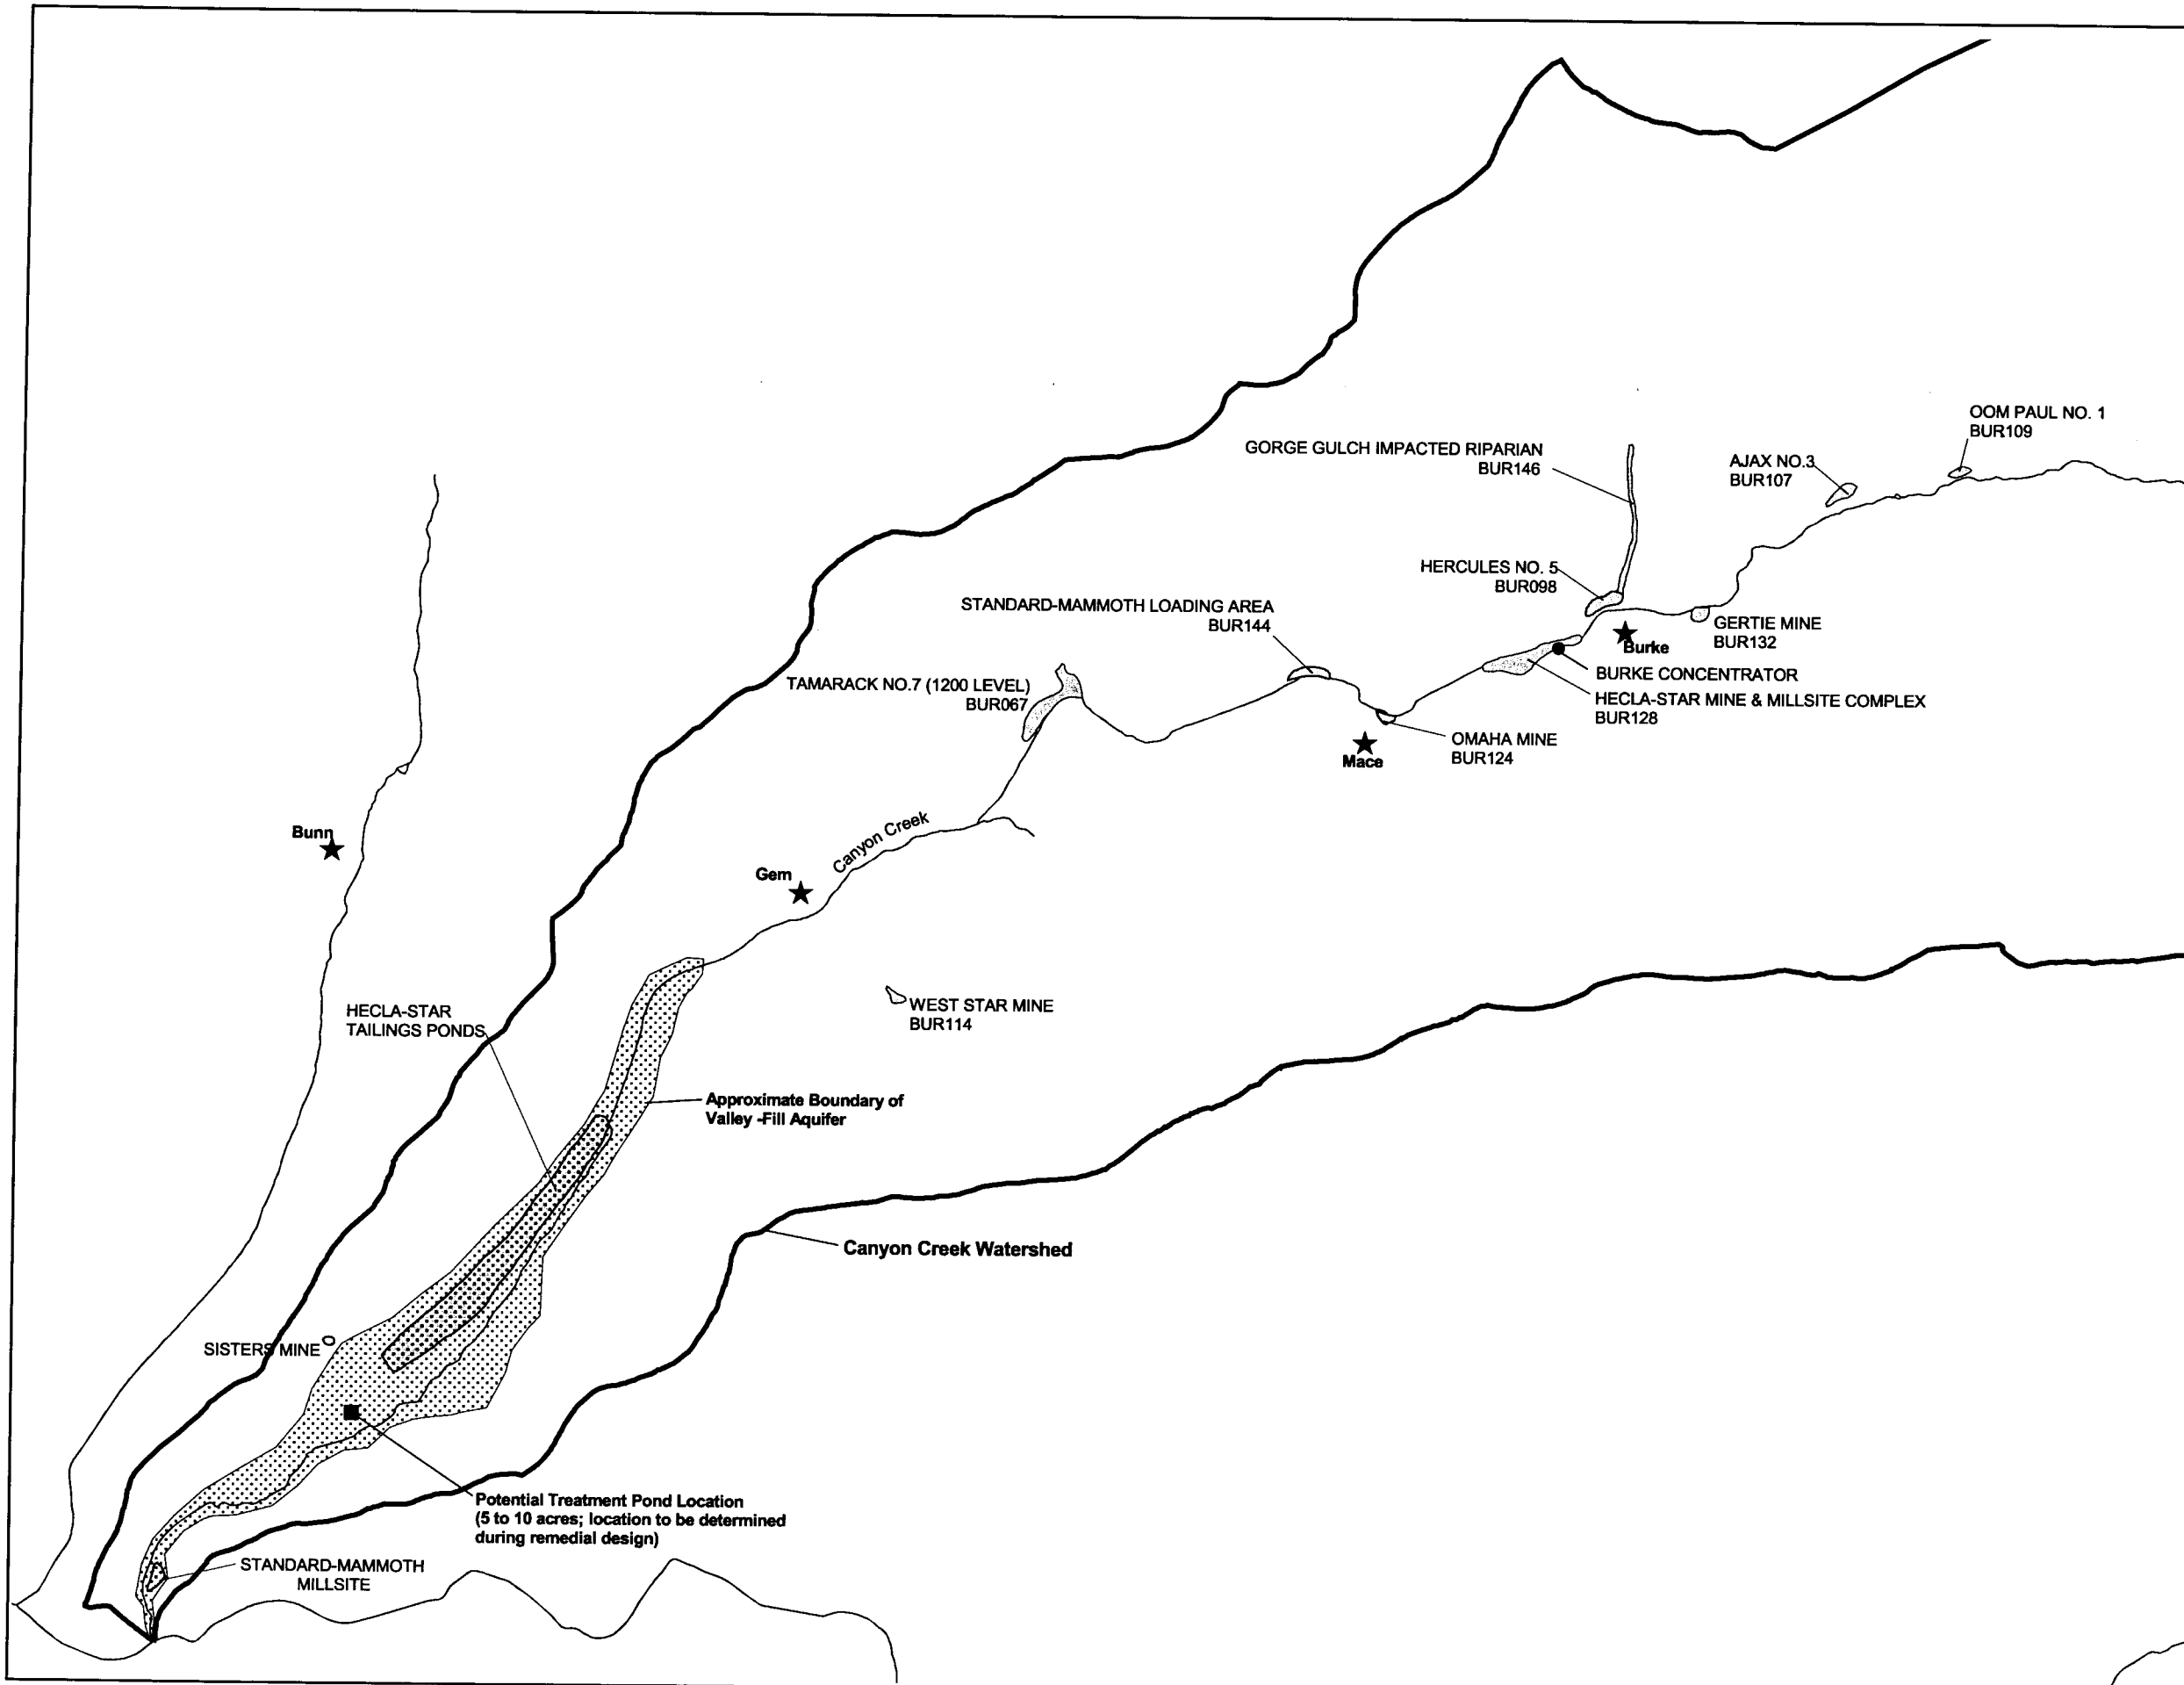 OOM PAUL NO. 1
BUR109
GORGE GULCH IMPACTED RIPARIAN
BUR146
AJAX NO.3
BUR107
HERCULES NO. 5
BUR098
STANDARD-MAMMOTH LOADING AREA
BUR144
GERTIE MINE
BUR132
Burke
BURKE CONCENTRATOR
TAMARACK NO.7 (1200 LEVEL)
BUR067
HECLA-STAR MINE & MILLSITE COMPLEX
BUR128
OMAHA MINE
BUR124
Mace
Bunn
Canyon Creek
Gem
HECLA-STAR
TAILINGS PONDS
WEST STAR MINE
BUR114
Approximate Boundary of
Valley -Fill Aquifer
Canyon Creek Watershed
SISTERS MINE
Potential Treatment Pond Location
(5 to 10 acres; location to be determined
during remedial design)
STANDARD-MAMMOTH
MILLSITE